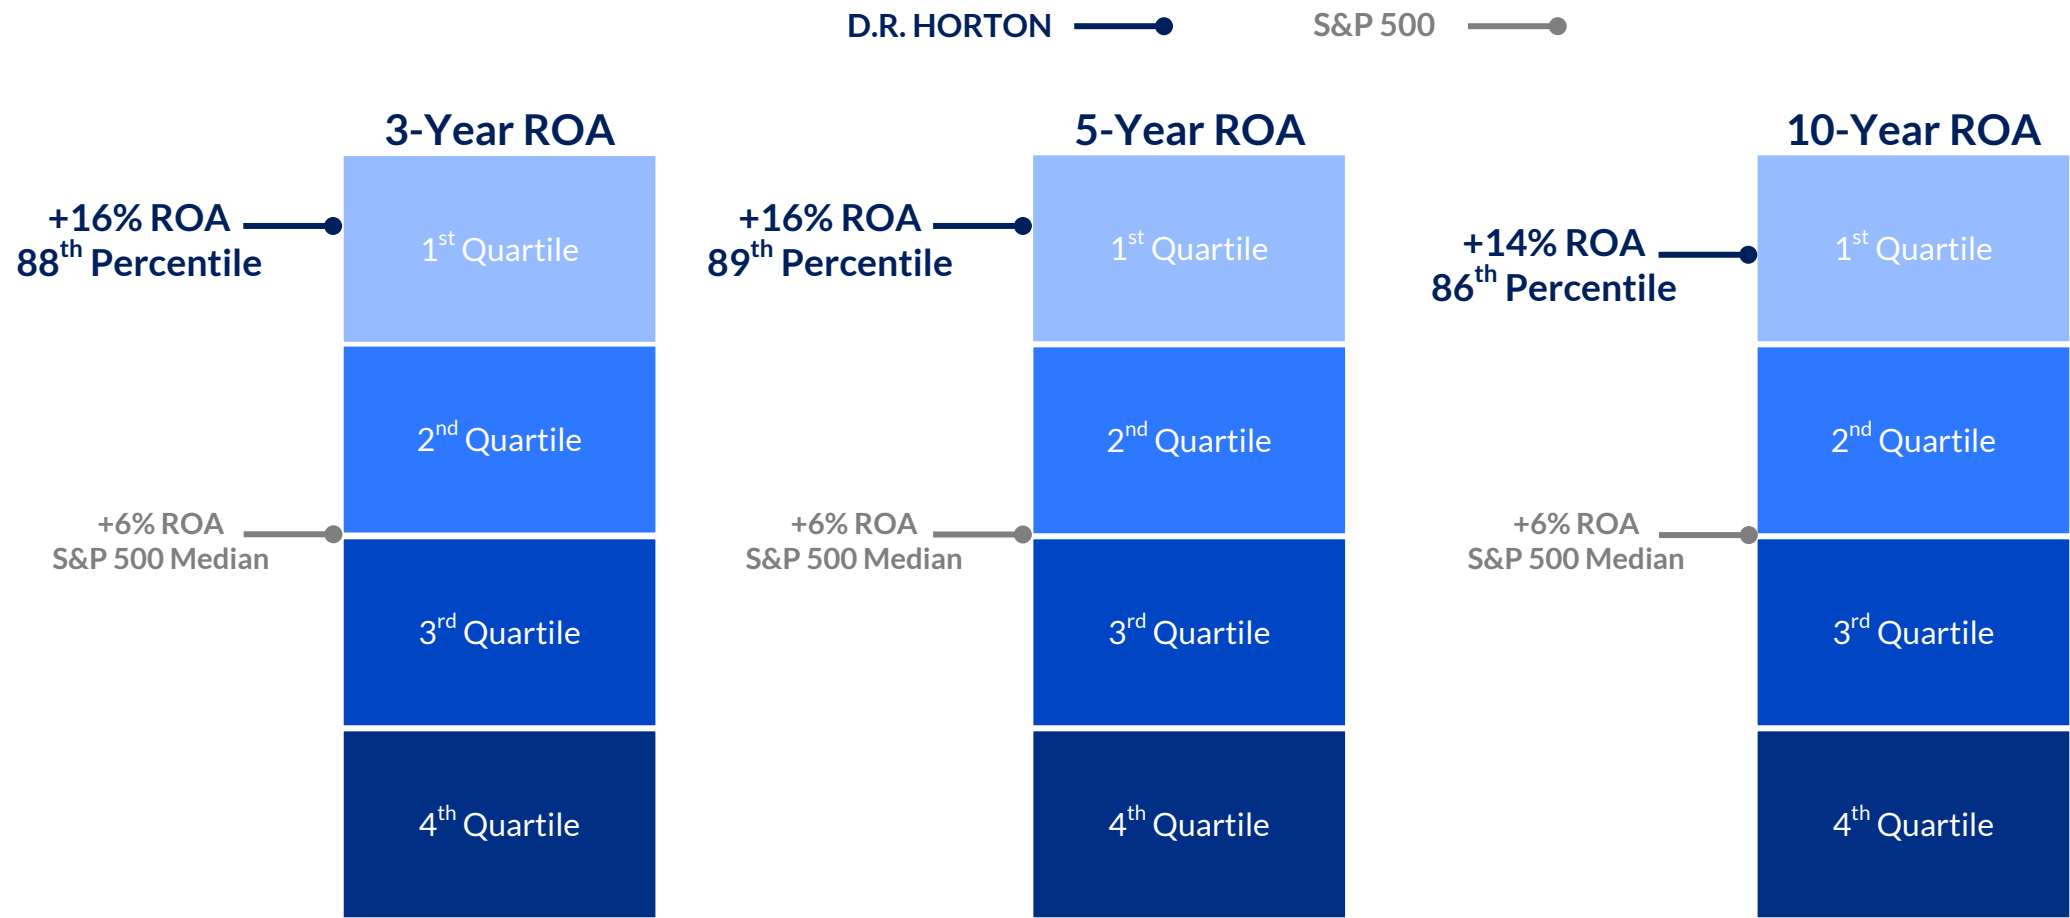 D.R. HORTON
S&P 500
3-Year ROA
+16% ROA
88th Percentile
1st Quartile
2nd Quartile
+6% ROA
S&P 500 Median
3rd Quartile
4th Quartile
5-Year ROA
+16% ROA
89th Percentile
1st Quartile
2nd Quartile
+6% ROA
S&P 500 Median
3rd Quartile
4th Quartile
10-Year ROA
+14% ROA
86th Percentile
1st Quartile
2nd Quartile
+6% ROA
S&P 500 Median
3rd Quartile
4th Quartile